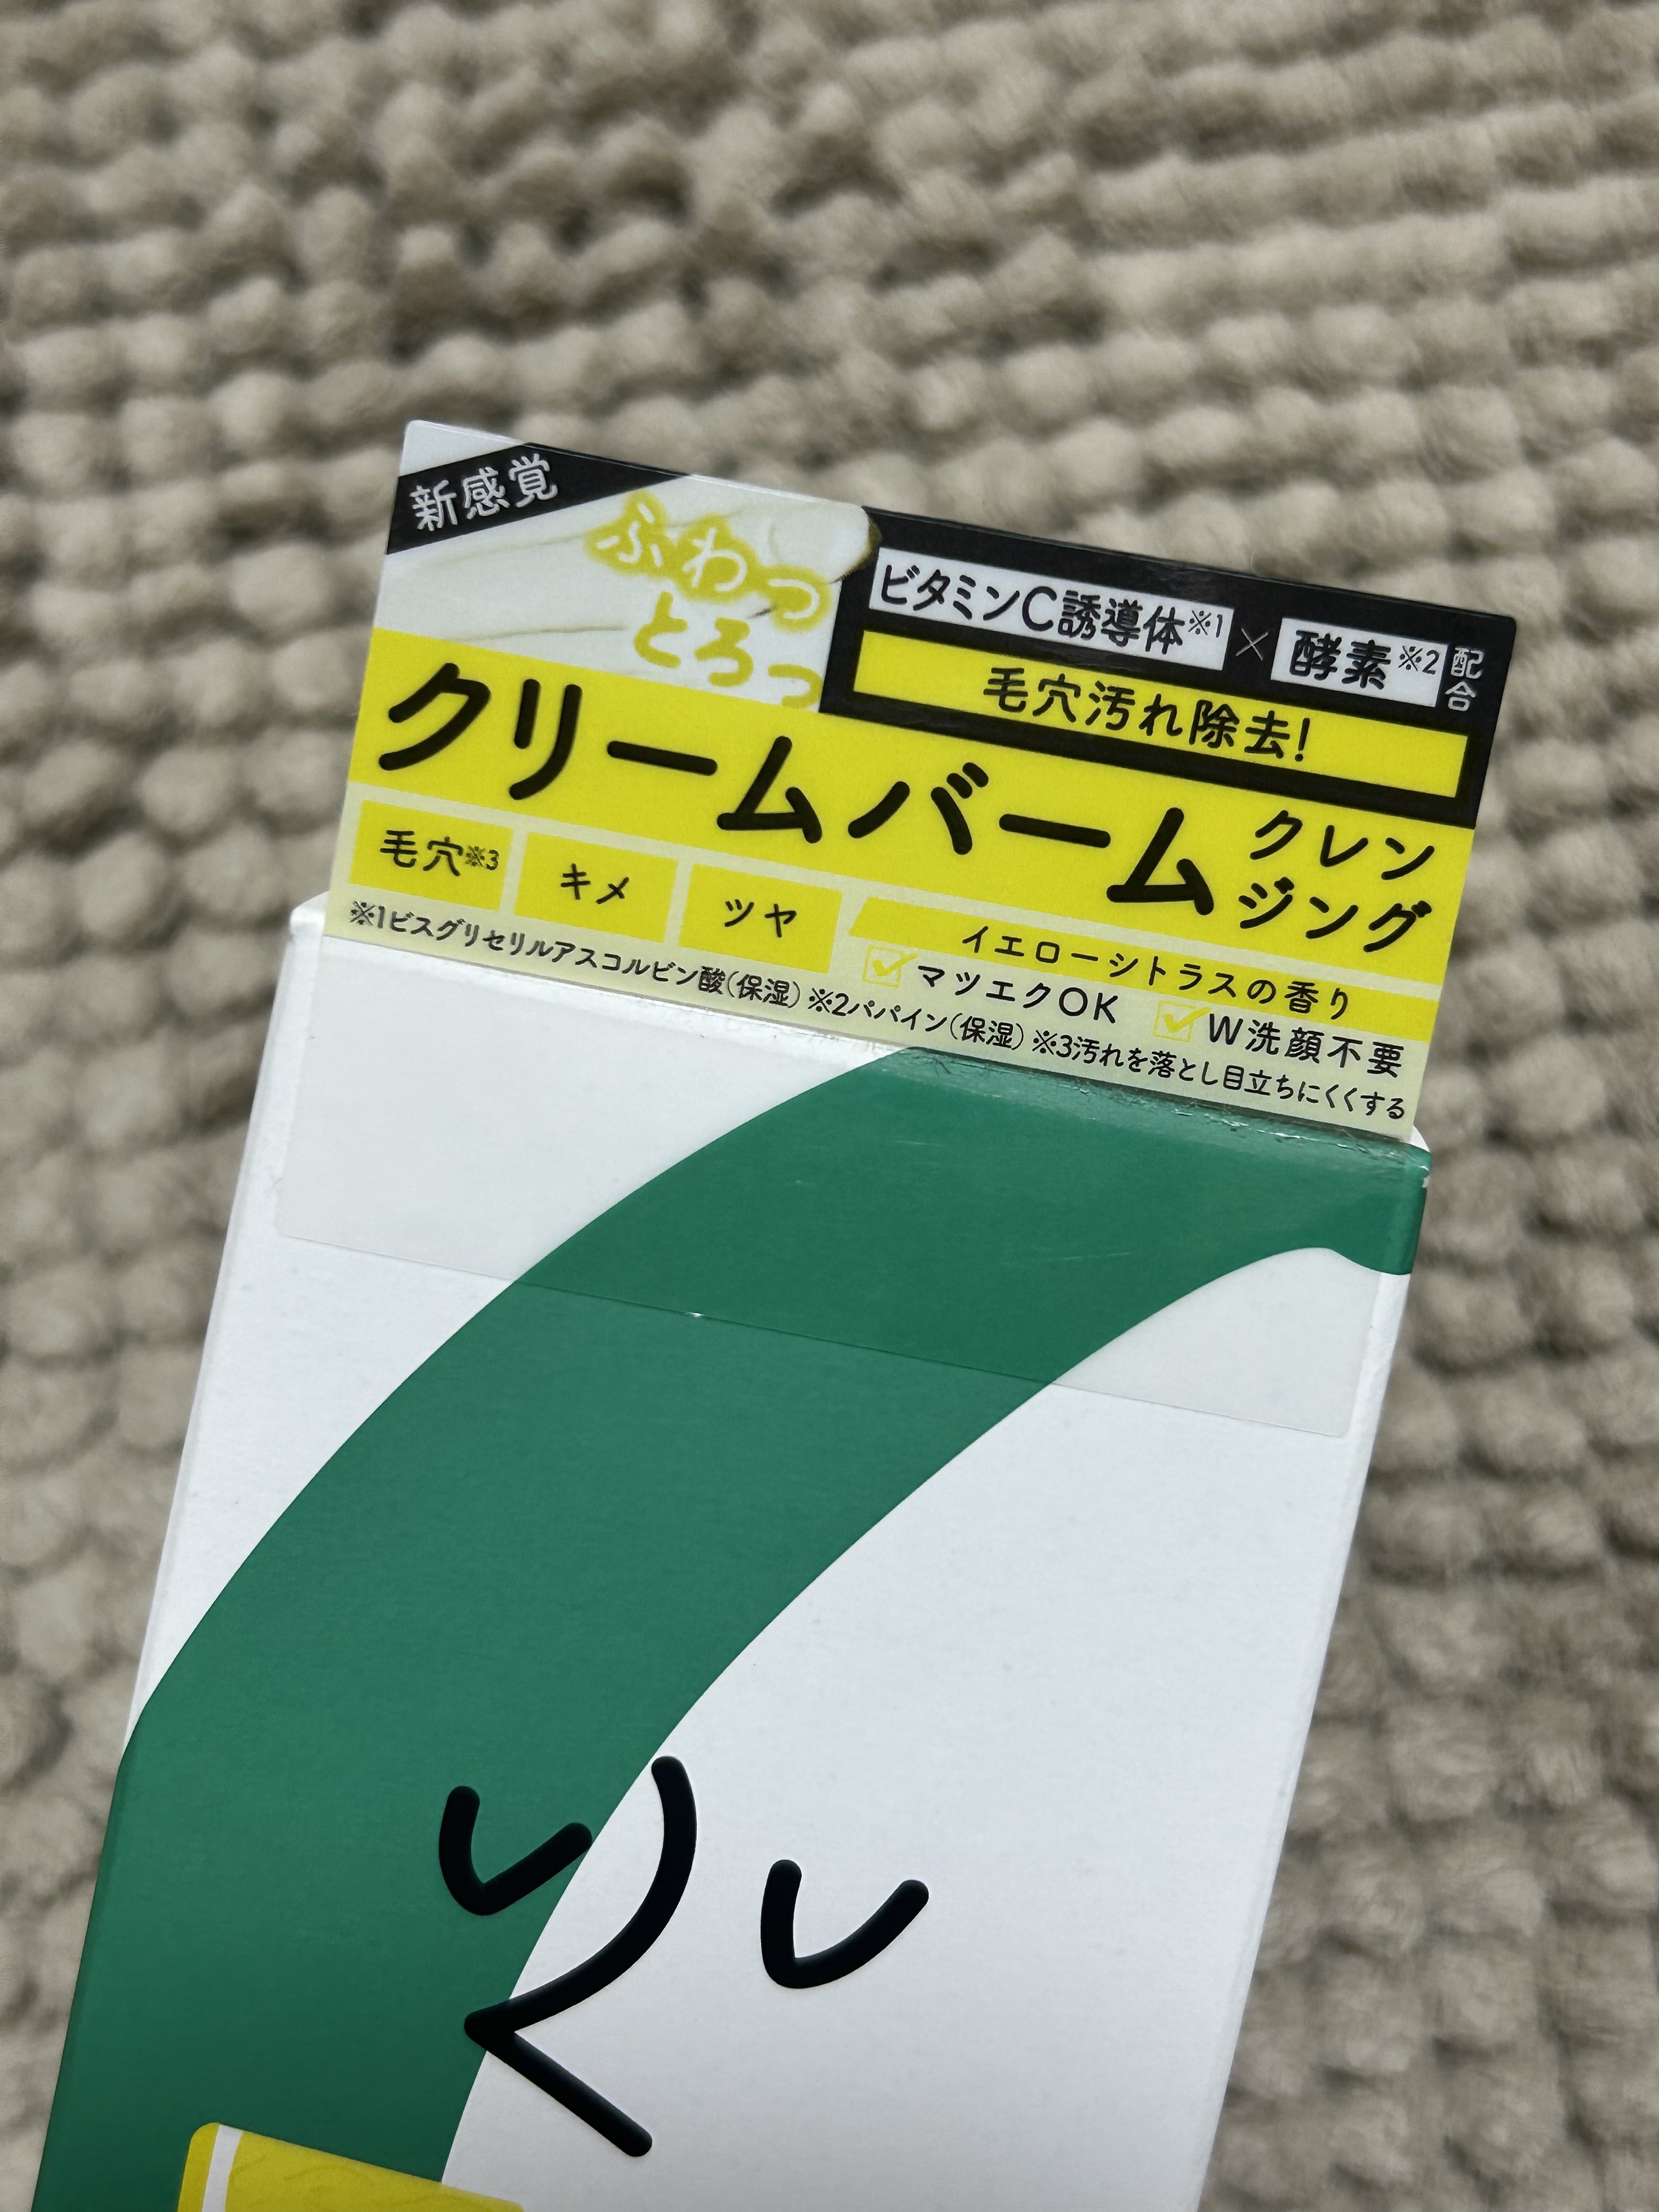 新感覚
ふわっ
とろっ
ビタミンC誘導体※1 × 酵素※2 配合
毛穴汚れ除去!
クリームバーム クレンジング
毛穴※3 キメ ツヤ
イエローシトラスの香り
マツエクOK W洗顔不要
※1ビスグリセリルアスコルビン酸(保湿) ※2パパイン(保湿) ※3汚れを落とし目立ちにくくする